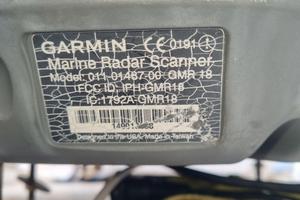 GARMIN CE 0191 !
Marine Radar Scanner
Model: 011-01467-00 GMR 18
FCC ID: IPH-GMR18
IC:1792A-GMR18
Designed in the USA, Made in Taiwan